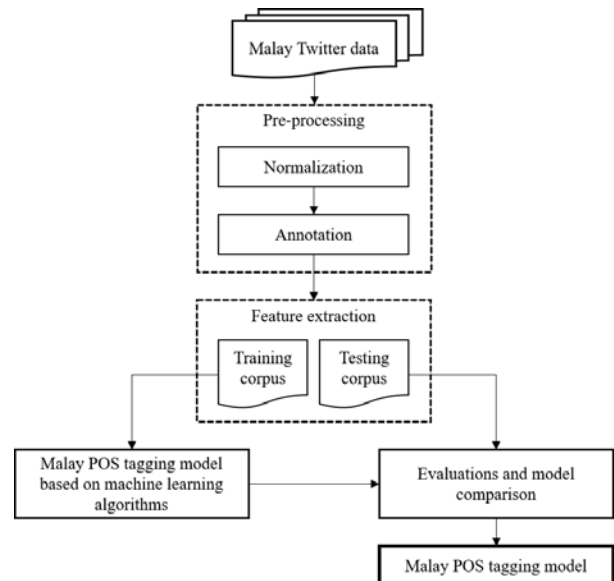 Malay Twitter data
Pre-processing
Normalization
Annotation
Feature extraction
Training
corpus
Testing
corpus
Malay POS tagging model
based on machine learning
algorithms
Evaluations and model
comparison
Malay POS tagging model